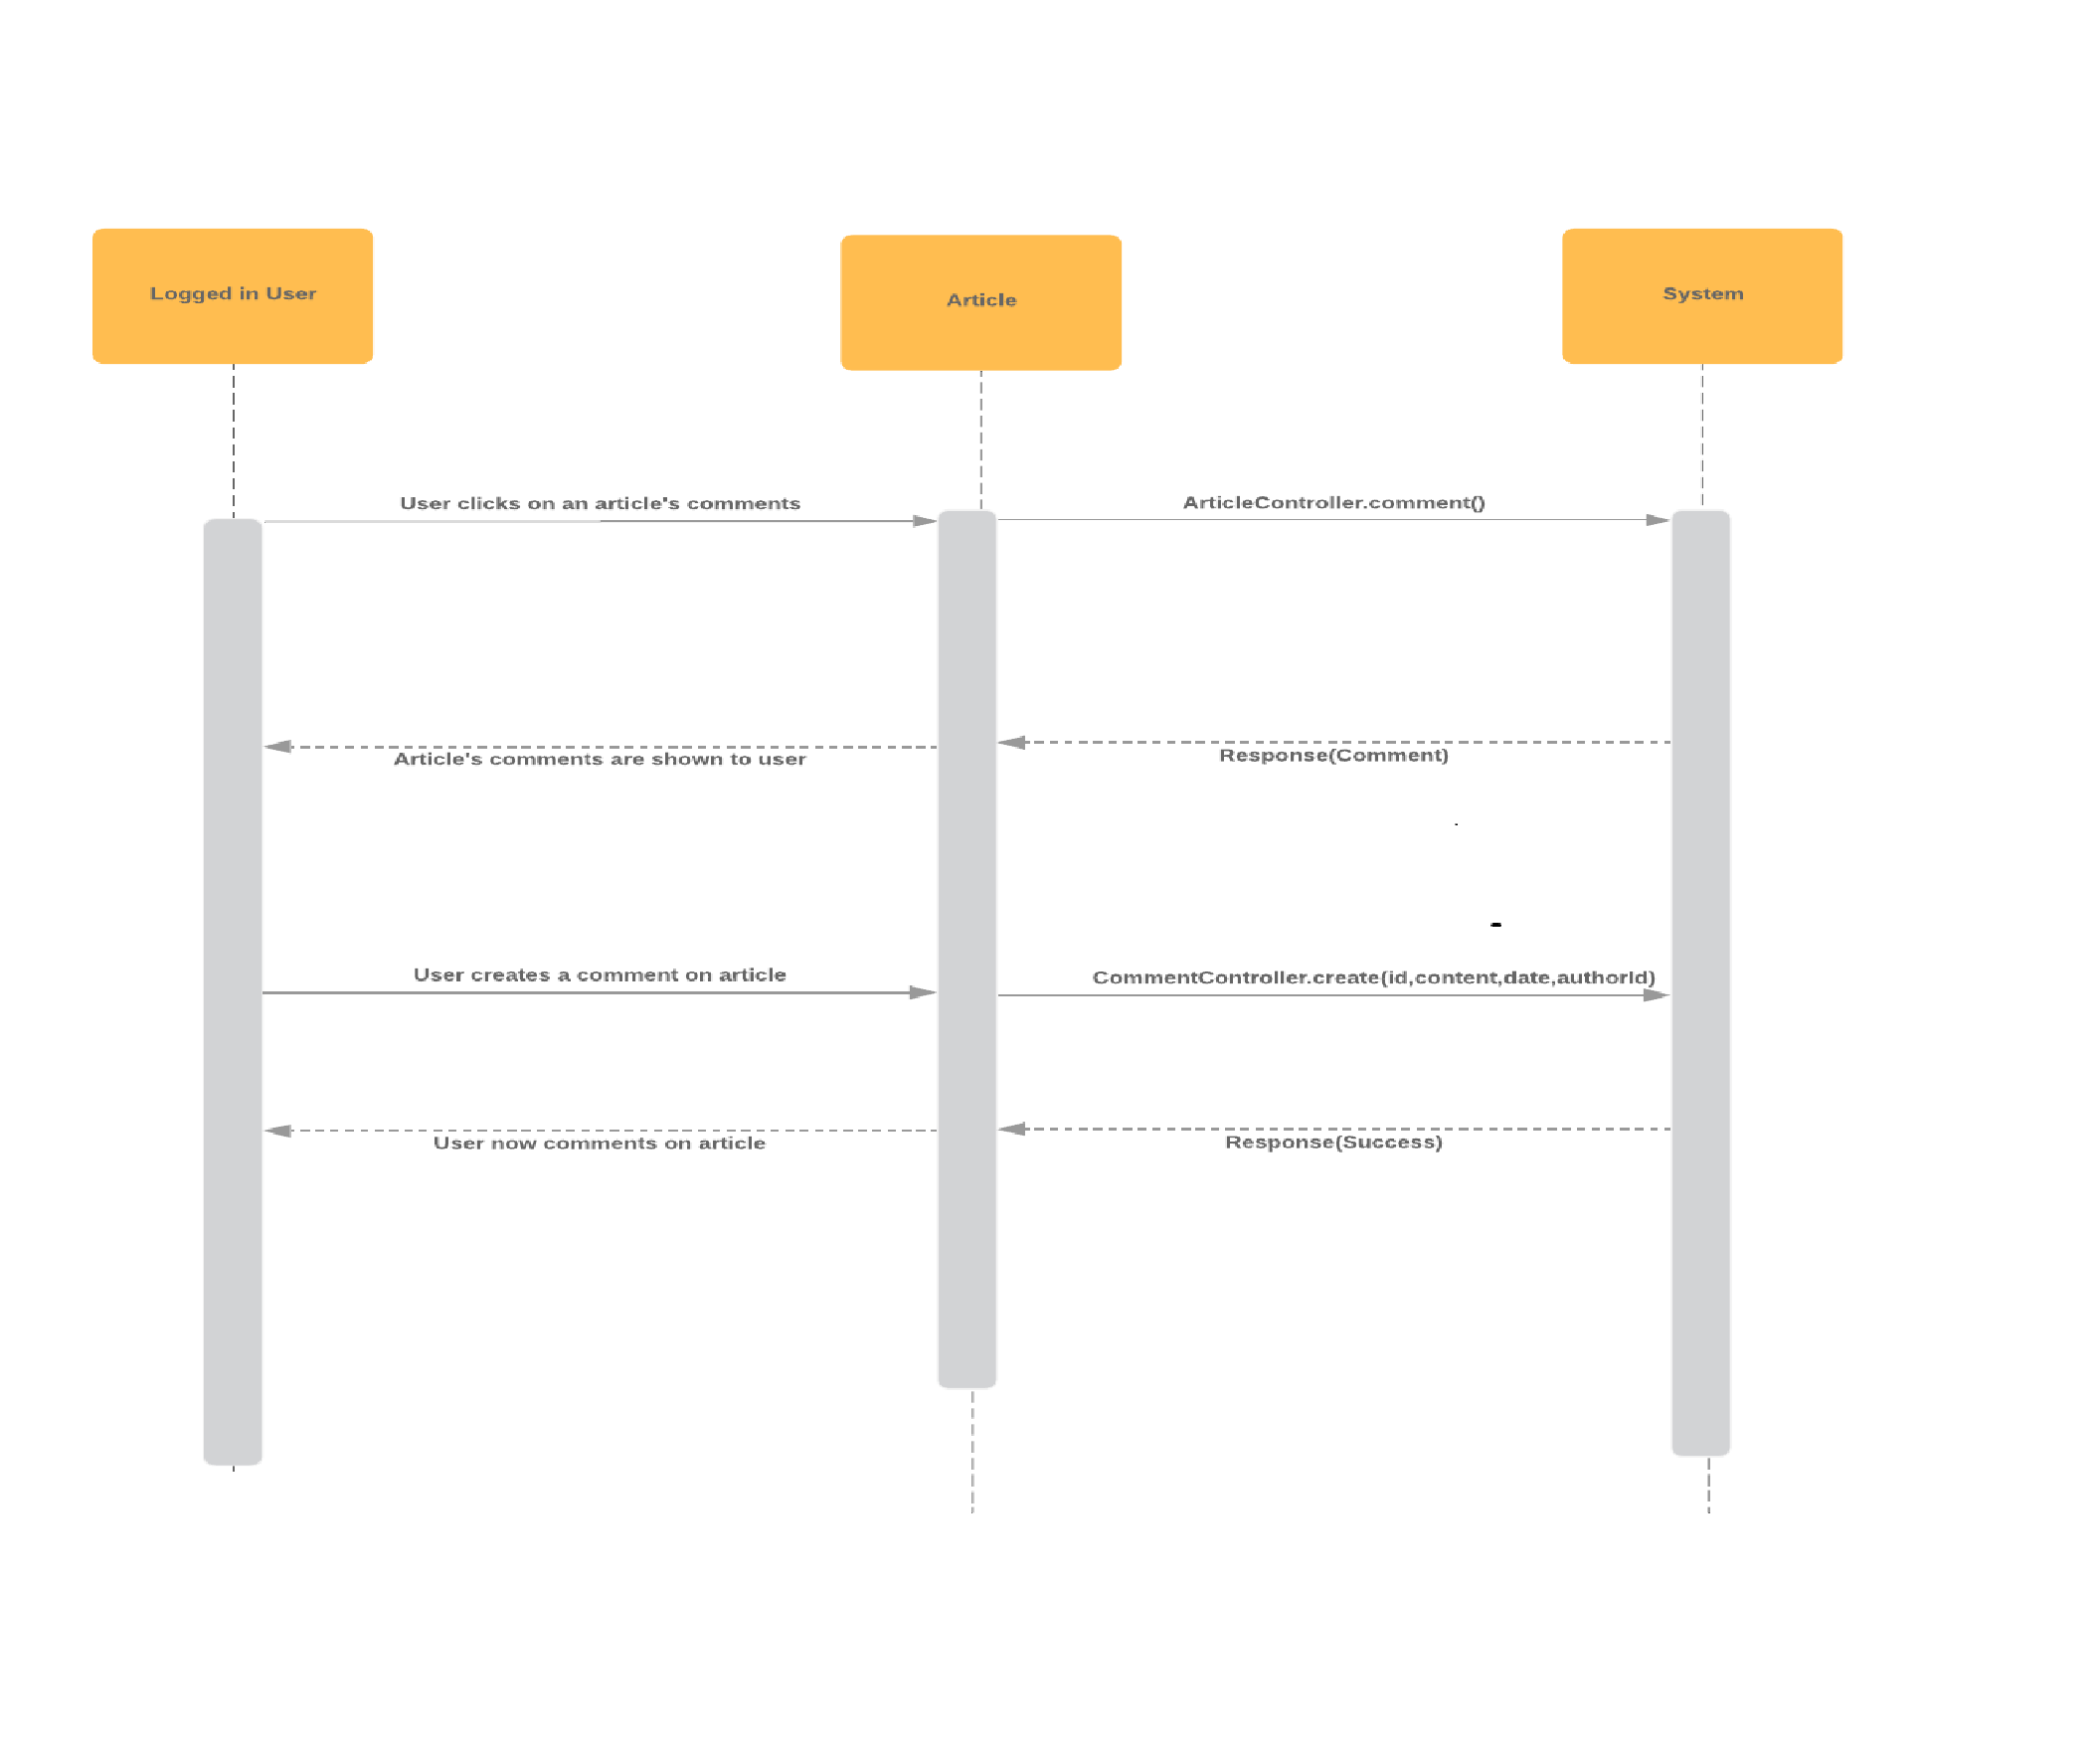 Logged in User
Article
System
User clicks on an article's comments
ArticleController.comment()
Article's comments are shown to user
Response(Comment)
User creates a comment on article
CommentController.create(id,content,date,authorId)
User now comments on article
Response(Success)